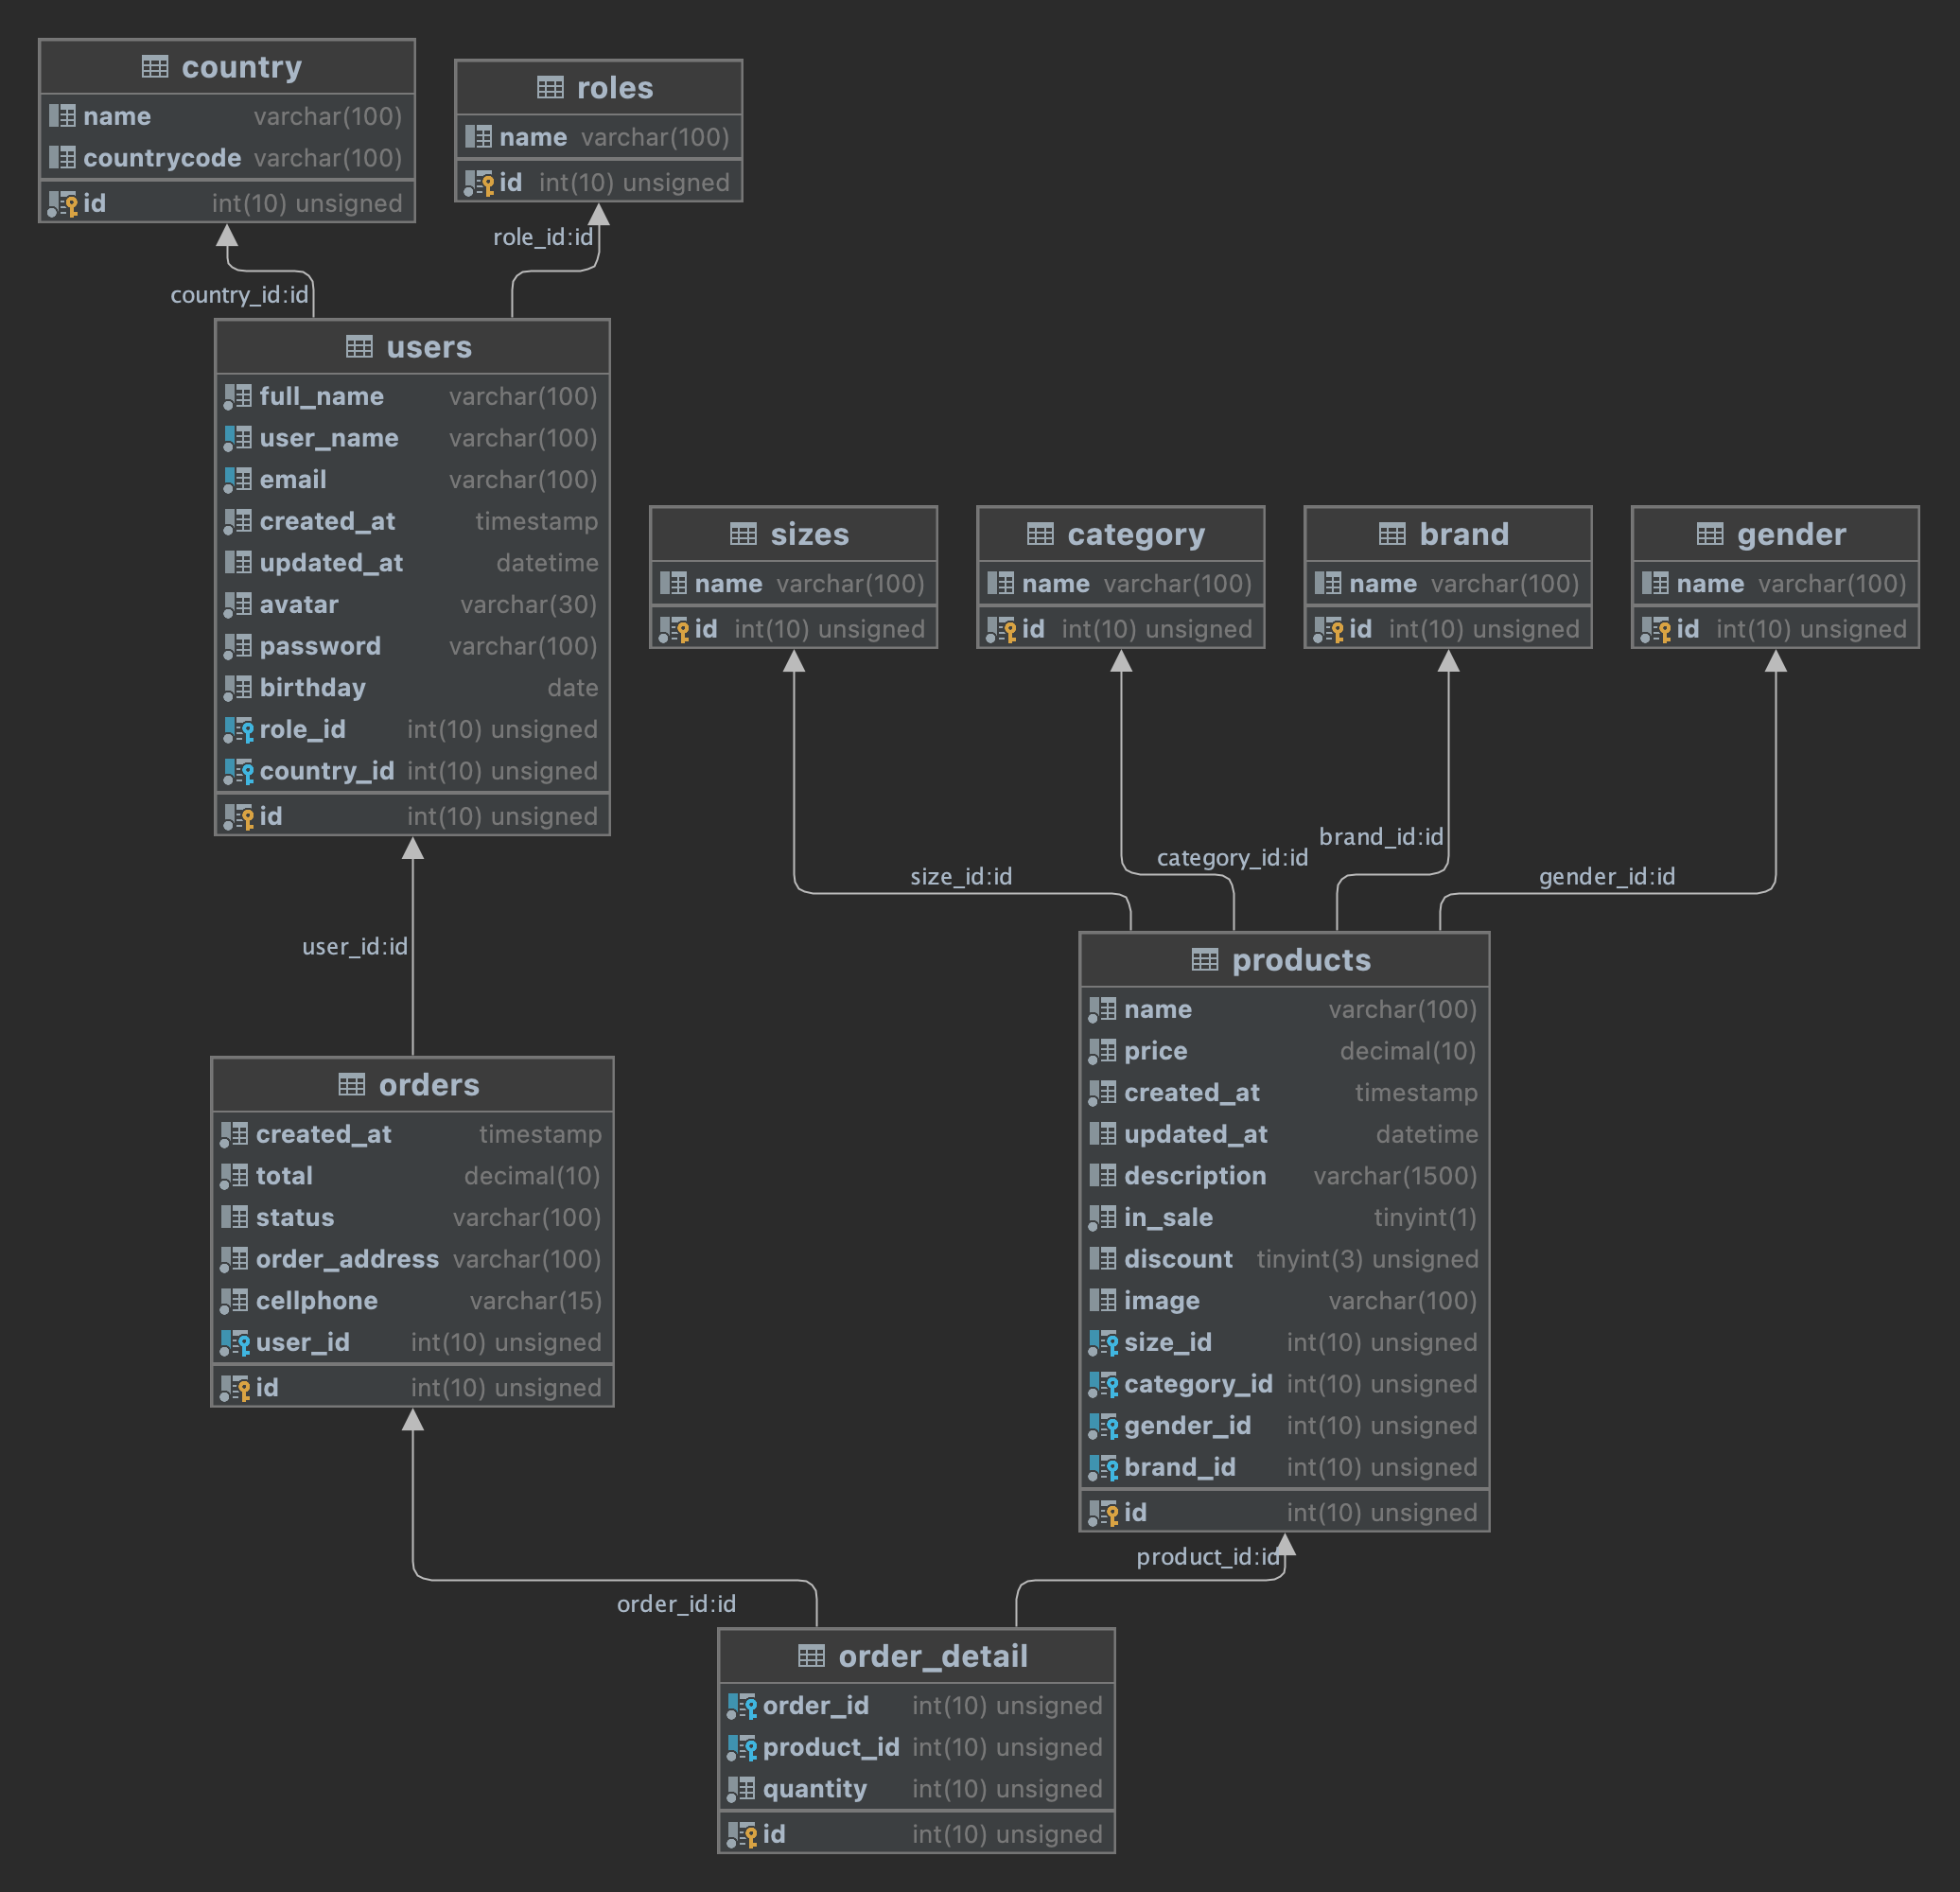 country
name varchar(100)
countrycode varchar(100)
id int(10) unsigned
roles
name varchar(100)
id int(10) unsigned
role_id:id
country_id:id
users
full_name varchar(100)
user_name varchar(100)
email varchar(100)
created_at timestamp
updated_at datetime
avatar varchar(30)
password varchar(100)
birthday date
role_id int(10) unsigned
country_id int(10) unsigned
id int(10) unsigned
sizes
name varchar(100)
id int(10) unsigned
category
name varchar(100)
id int(10) unsigned
brand
name varchar(100)
id int(10) unsigned
gender
name varchar(100)
id int(10) unsigned
size_id:id
category_id:id
brand_id:id
gender_id:id
user_id:id
products
name varchar(100)
price decimal(10)
created_at timestamp
updated_at datetime
description varchar(1500)
in_sale tinyint(1)
discount tinyint(3) unsigned
image varchar(100)
size_id int(10) unsigned
category_id int(10) unsigned
gender_id int(10) unsigned
brand_id int(10) unsigned
id int(10) unsigned
orders
created_at timestamp
total decimal(10)
status varchar(100)
order_address varchar(100)
cellphone varchar(15)
user_id int(10) unsigned
id int(10) unsigned
product_id:id
order_id:id
order_detail
order_id int(10) unsigned
product_id int(10) unsigned
quantity int(10) unsigned
id int(10) unsigned